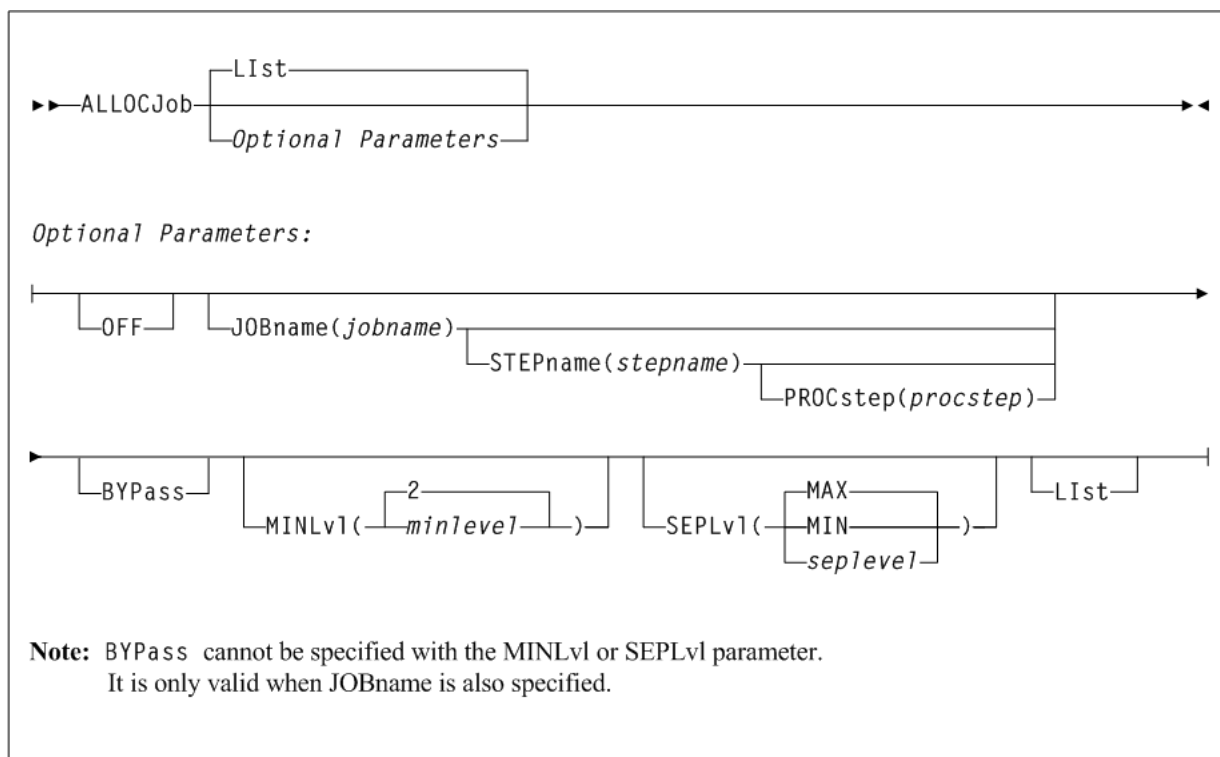 LIst
ALLOCJob
Optional Parameters
Optional Parameters:
OFF JOBname(jobname)
STEPname(stepname)
PROCstep(procstep)
BYPass 2 MAX LIst
MINLvl( minlevel ) SEPLvl( MIN )
seplevel
Note: BYPass cannot be specified with the MINLvl or SEPLvl parameter.
It is only valid when JOBname is also specified.